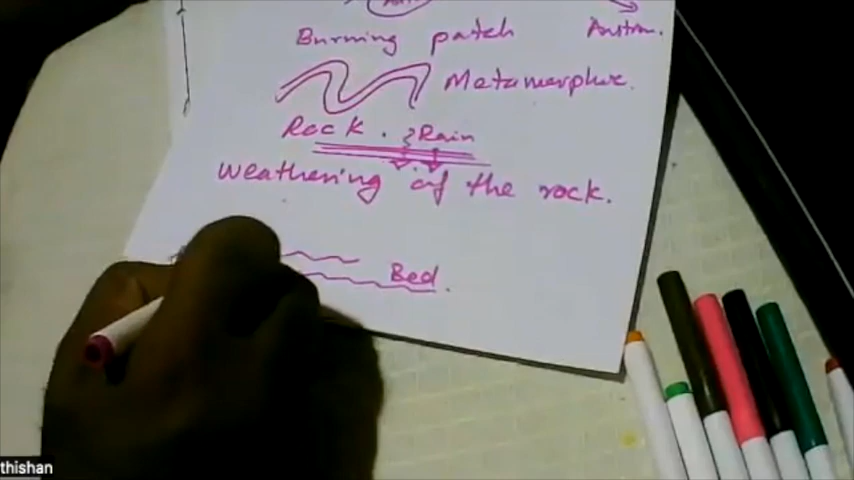 Burning patch
Metamorphic.
Rock. Rain
weathering of the rock.
Bed.
thishan